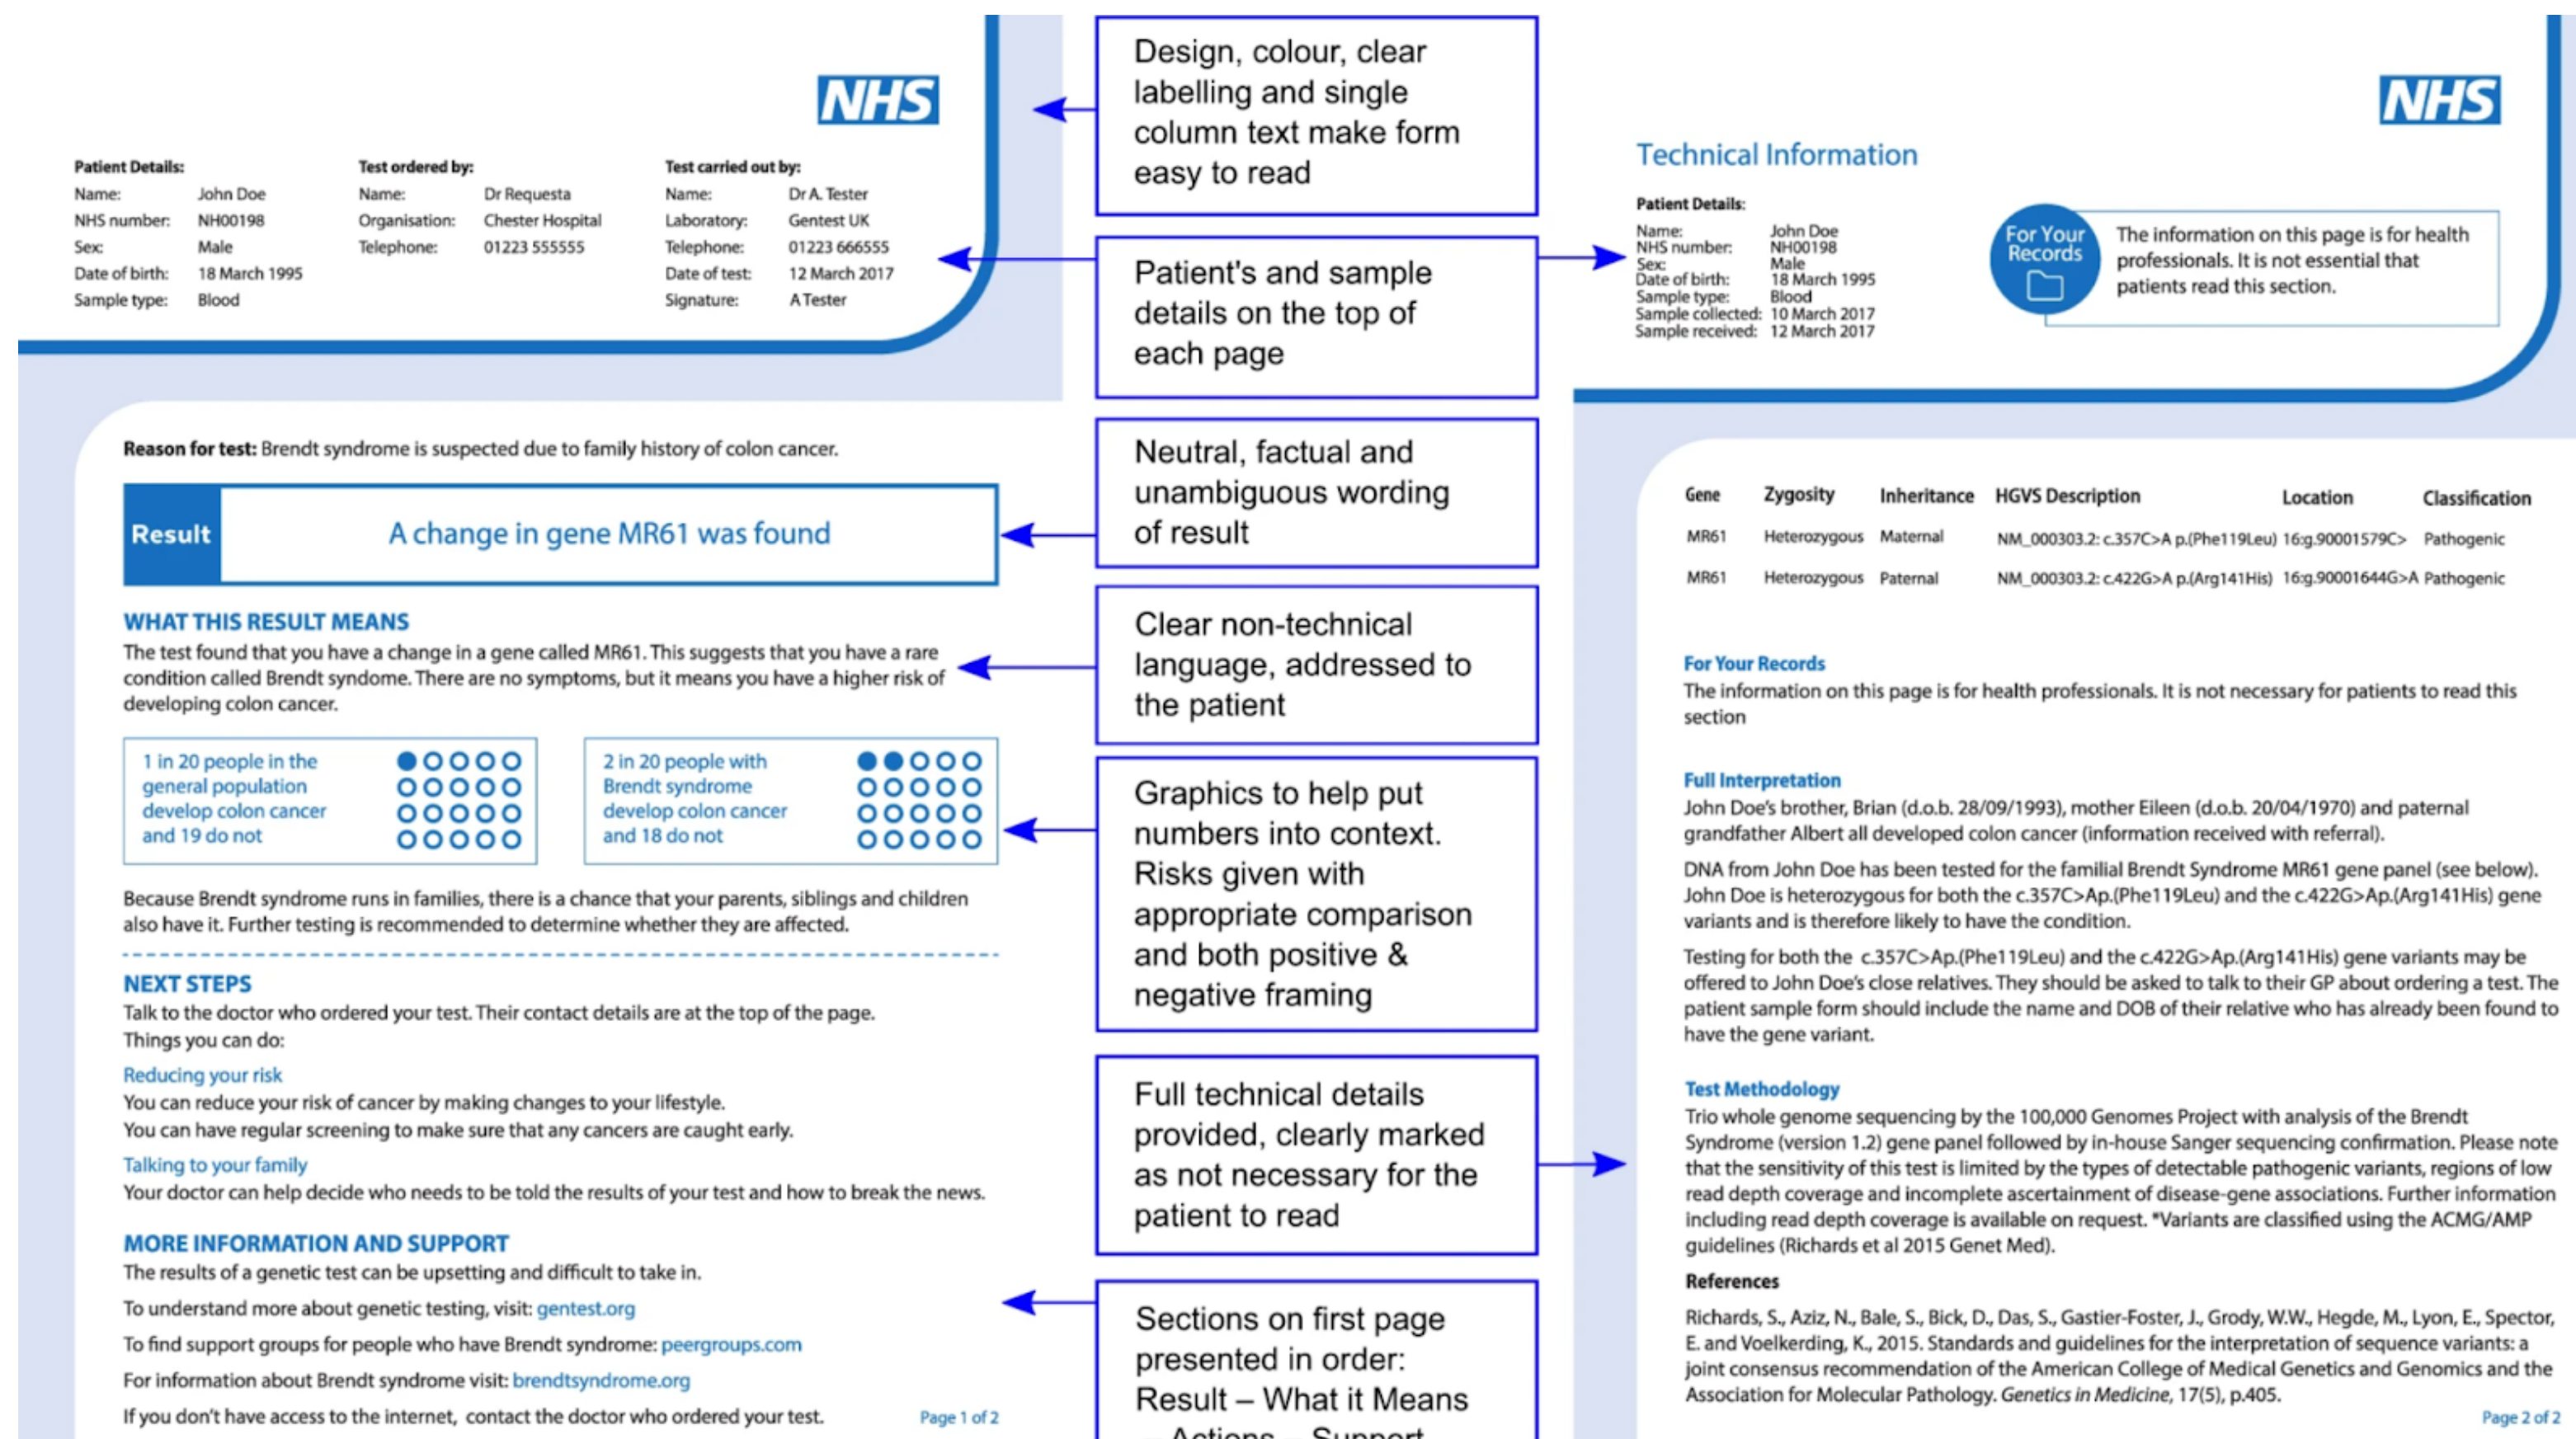 NHS
Patient Details:
Name: John Doe
NHS number: NH00198
Sex: Male
Date of birth: 18 March 1995
Sample type: Blood
Test ordered by:
Name: Dr Requesta
Organisation: Chester Hospital
Telephone: 01223 555555
Test carried out by:
Name: Dr A. Tester
Laboratory: Gentest UK
Telephone: 01223 666555
Date of test: 12 March 2017
Signature: A Tester
Reason for test: Brendt syndrome is suspected due to family history of colon cancer.
Result
A change in gene MR61 was found
WHAT THIS RESULT MEANS
The test found that you have a change in a gene called MR61. This suggests that you have a rare
condition called Brendt syndome. There are no symptoms, but it means you have a higher risk of
developing colon cancer.
1 in 20 people in the
general population
develop colon cancer
and 19 do not
2 in 20 people with
Brendt syndrome
develop colon cancer
and 18 do not
Because Brendt syndrome runs in families, there is a chance that your parents, siblings and children
also have it. Further testing is recommended to determine whether they are affected.
NEXT STEPS
Talk to the doctor who ordered your test. Their contact details are at the top of the page.
Things you can do:
Reducing your risk
You can reduce your risk of cancer by making changes to your lifestyle.
You can have regular screening to make sure that any cancers are caught early.
Talking to your family
Your doctor can help decide who needs to be told the results of your test and how to break the news.
MORE INFORMATION AND SUPPORT
The results of a genetic test can be upsetting and difficult to take in.
To understand more about genetic testing, visit: gentest.org
To find support groups for people who have Brendt syndrome: peergroups.com
For information about Brendt syndrome visit: brendtsyndrome.org
If you don't have access to the internet, contact the doctor who ordered your test.
Page 1 of 2
Design, colour, clear
labelling and single
column text make form
easy to read
Patient's and sample
details on the top of
each page
Neutral, factual and
unambiguous wording
of result
Clear non-technical
language, addressed to
the patient
Graphics to help put
numbers into context.
Risks given with
appropriate comparison
and both positive &
negative framing
Full technical details
provided, clearly marked
as not necessary for the
patient to read
Sections on first page
presented in order:
Result – What it Means
– Actions – Support
NHS
Technical Information
Patient Details:
Name: John Doe
NHS number: NH00198
Sex: Male
Date of birth: 18 March 1995
Sample type: Blood
Sample collected: 10 March 2017
Sample received: 12 March 2017
For Your
Records
The information on this page is for health
professionals. It is not essential that
patients read this section.
Gene Zygosity Inheritance HGVS Description Location Classification
MR61 Heterozygous Maternal NM_000303.2: c.357C>A p.(Phe119Leu) 16:g.90001579C> Pathogenic
MR61 Heterozygous Paternal NM_000303.2: c.422G>A p.(Arg141His) 16:g.90001644G>A Pathogenic
For Your Records
The information on this page is for health professionals. It is not necessary for patients to read this
section
Full Interpretation
John Doe's brother, Brian (d.o.b. 28/09/1993), mother Eileen (d.o.b. 20/04/1970) and paternal
grandfather Albert all developed colon cancer (information received with referral).
DNA from John Doe has been tested for the familial Brendt Syndrome MR61 gene panel (see below).
John Doe is heterozygous for both the c.357C>Ap.(Phe119Leu) and the c.422G>Ap.(Arg141His) gene
variants and is therefore likely to have the condition.
Testing for both the c.357C>Ap.(Phe119Leu) and the c.422G>Ap.(Arg141His) gene variants may be
offered to John Doe's close relatives. They should be asked to talk to their GP about ordering a test. The
patient sample form should include the name and DOB of their relative who has already been found to
have the gene variant.
Test Methodology
Trio whole genome sequencing by the 100,000 Genomes Project with analysis of the Brendt
Syndrome (version 1.2) gene panel followed by in-house Sanger sequencing confirmation. Please note
that the sensitivity of this test is limited by the types of detectable pathogenic variants, regions of low
read depth coverage and incomplete ascertainment of disease-gene associations. Further information
including read depth coverage is available on request. *Variants are classified using the ACMG/AMP
guidelines (Richards et al 2015 Genet Med).
References
Richards, S., Aziz, N., Bale, S., Bick, D., Das, S., Gastier-Foster, J., Grody, W.W., Hegde, M., Lyon, E., Spector,
E. and Voelkerding, K., 2015. Standards and guidelines for the interpretation of sequence variants: a
joint consensus recommendation of the American College of Medical Genetics and Genomics and the
Association for Molecular Pathology. Genetics in Medicine, 17(5), p.405.
Page 2 of 2